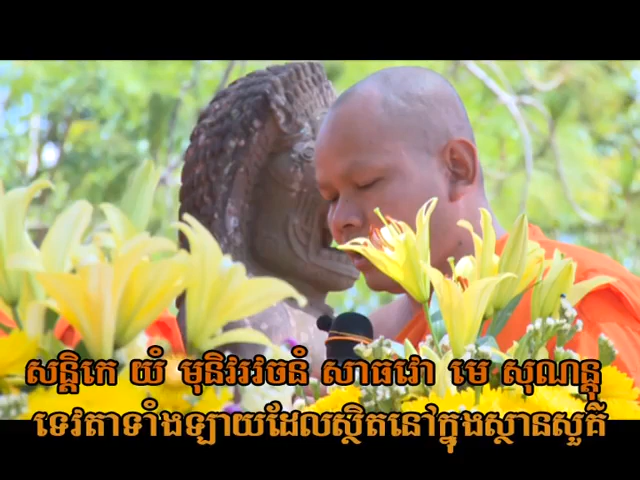 សន្តិកេ យំ មុនិវរវចនំ សាធវោ មេ សុណន្តុ
ទេវតាទាំងឡាយដែលស្ថិតនៅក្នុងស្ថានសួគ៌